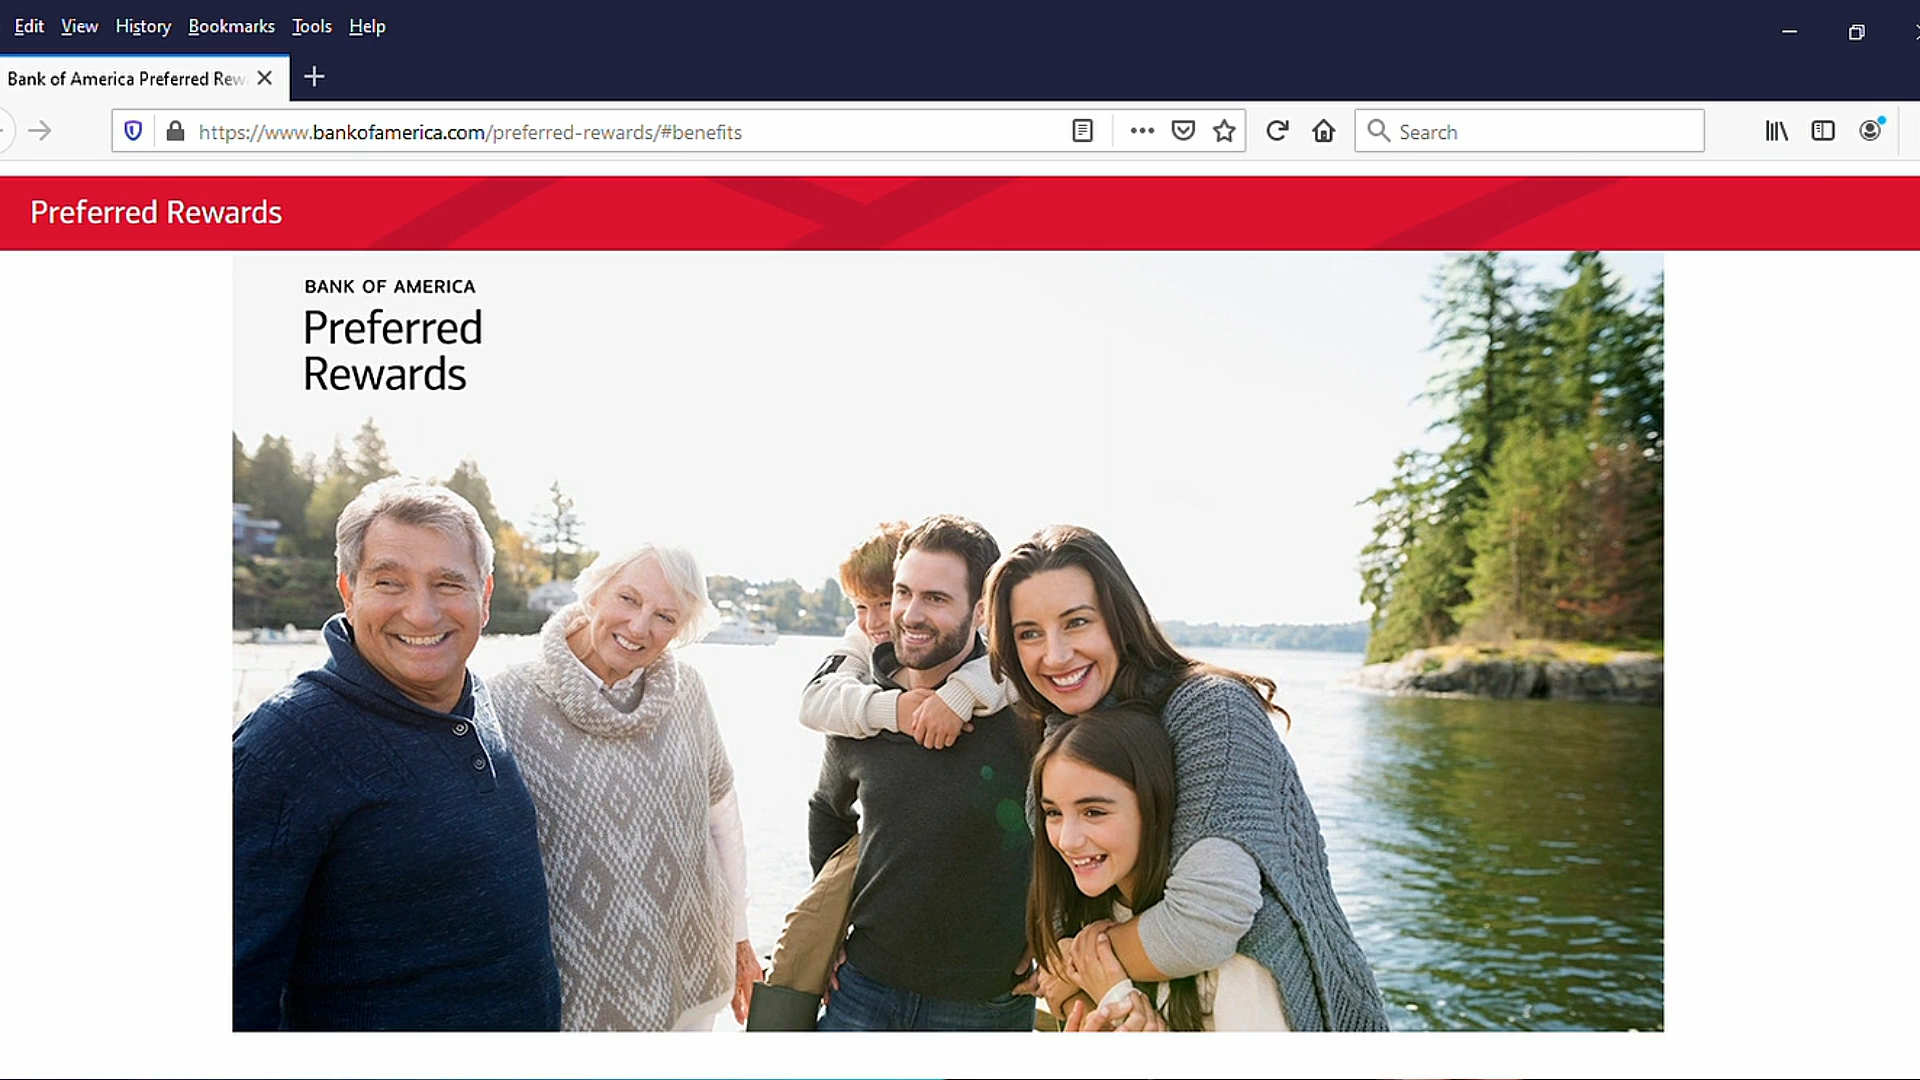 Edit View History Bookmarks Tools Help
Bank of America Preferred Rew
https://www.bankofamerica.com/preferred-rewards/#benefits
Search
Preferred Rewards
BANK OF AMERICA
Preferred
Rewards